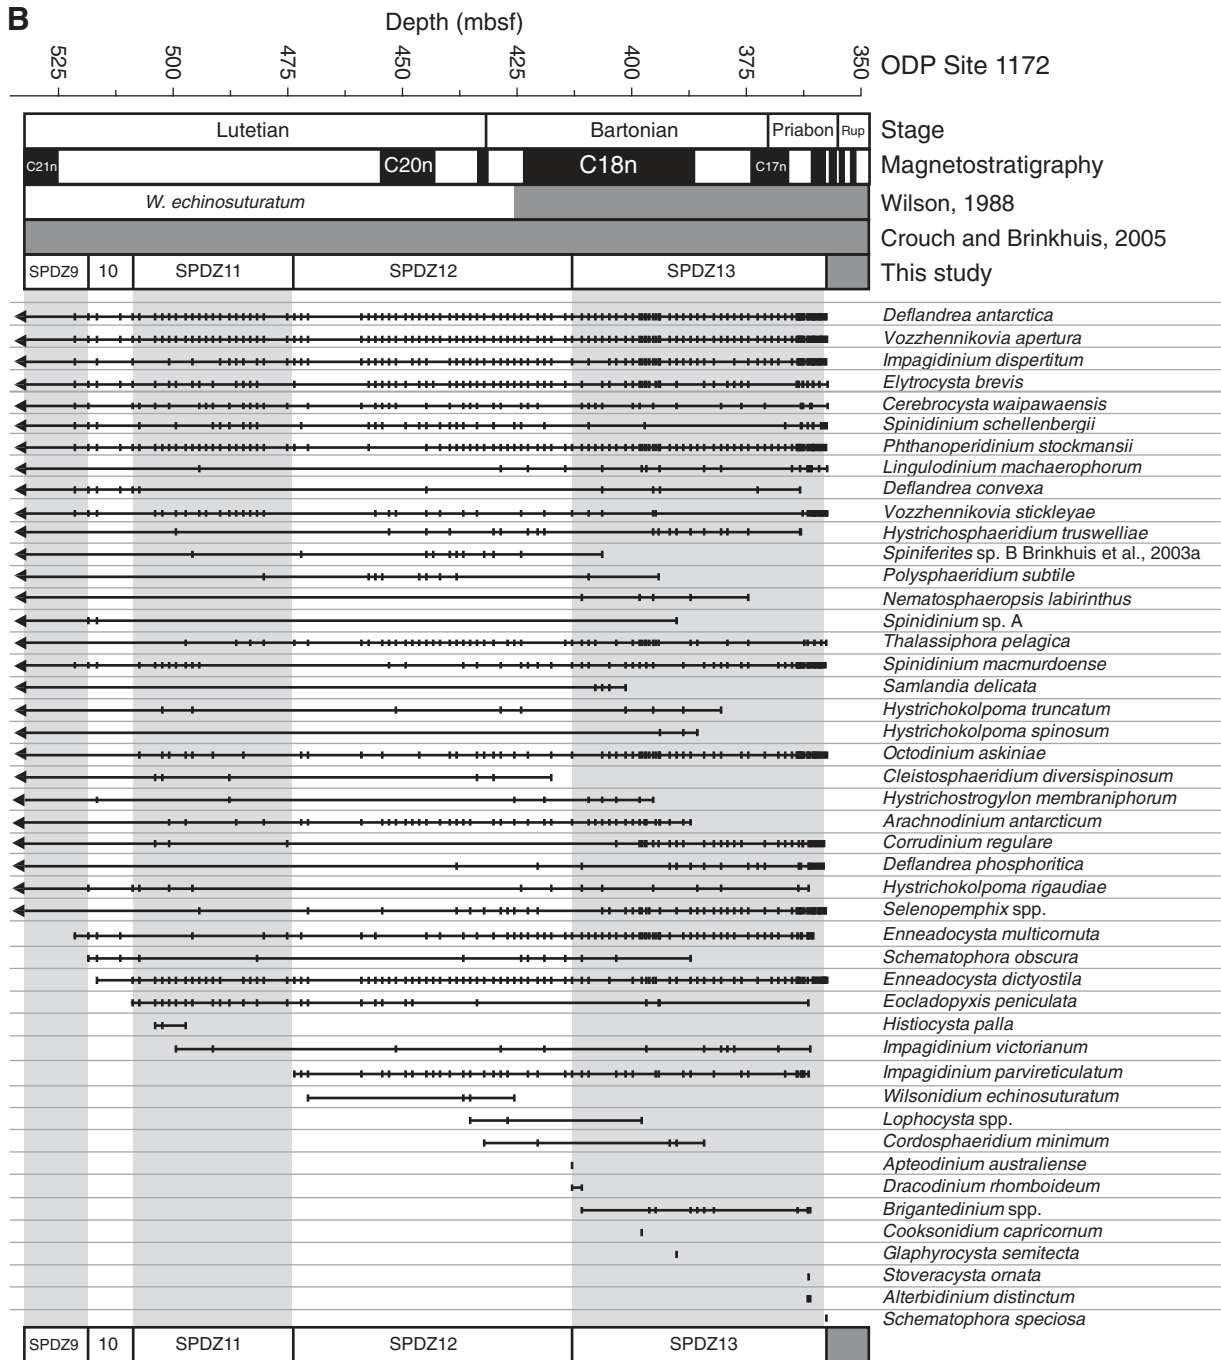 B
Depth (mbsf)
525 500 475 450 425 400 375 350
ODP Site 1172
Lutetian Bartonian Priabon Rup Stage
C21n C20n C18n C17n Magnetostratigraphy
W. echinosuturatum Wilson, 1988
Crouch and Brinkhuis, 2005
SPDZ9 10 SPDZ11 SPDZ12 SPDZ13 This study
Deflandrea antarctica
Vozzhennikovia apertura
Impagidinium dispertitum
Elytrocysta brevis
Cerebrocysta waipawaensis
Spinidinium schellenbergii
Phthanoperidinium stockmansii
Lingulodinium machaerophorum
Deflandrea convexa
Vozzhennikovia stickleyae
Hystrichosphaeridium truswelliae
Spiniferites sp. B Brinkhuis et al., 2003a
Polysphaeridium subtile
Nematosphaeropsis labirinthus
Spinidinium sp. A
Thalassiphora pelagica
Spinidinium macmurdoense
Samlandia delicata
Hystrichokolpoma truncatum
Hystrichokolpoma spinosum
Octodinium askiniae
Cleistosphaeridium diversispinosum
Hystrichostrogylon membraniphorum
Arachnodinium antarcticum
Corrudinium regulare
Deflandrea phosphoritica
Hystrichokolpoma rigaudiae
Selenopemphix spp.
Enneadocysta multicornuta
Schematophora obscura
Enneadocysta dictyostila
Eocladopyxis peniculata
Histiocysta palla
Impagidinium victorianum
Impagidinium parvireticulatum
Wilsonidium echinosuturatum
Lophocysta spp.
Cordosphaeridium minimum
Apteodinium australiense
Dracodinium rhomboideum
Brigantedinium spp.
Cooksonidium capricornum
Glaphyrocysta semitecta
Stoveracysta ornata
Alterbidinium distinctum
Schematophora speciosa
SPDZ9 10 SPDZ11 SPDZ12 SPDZ13